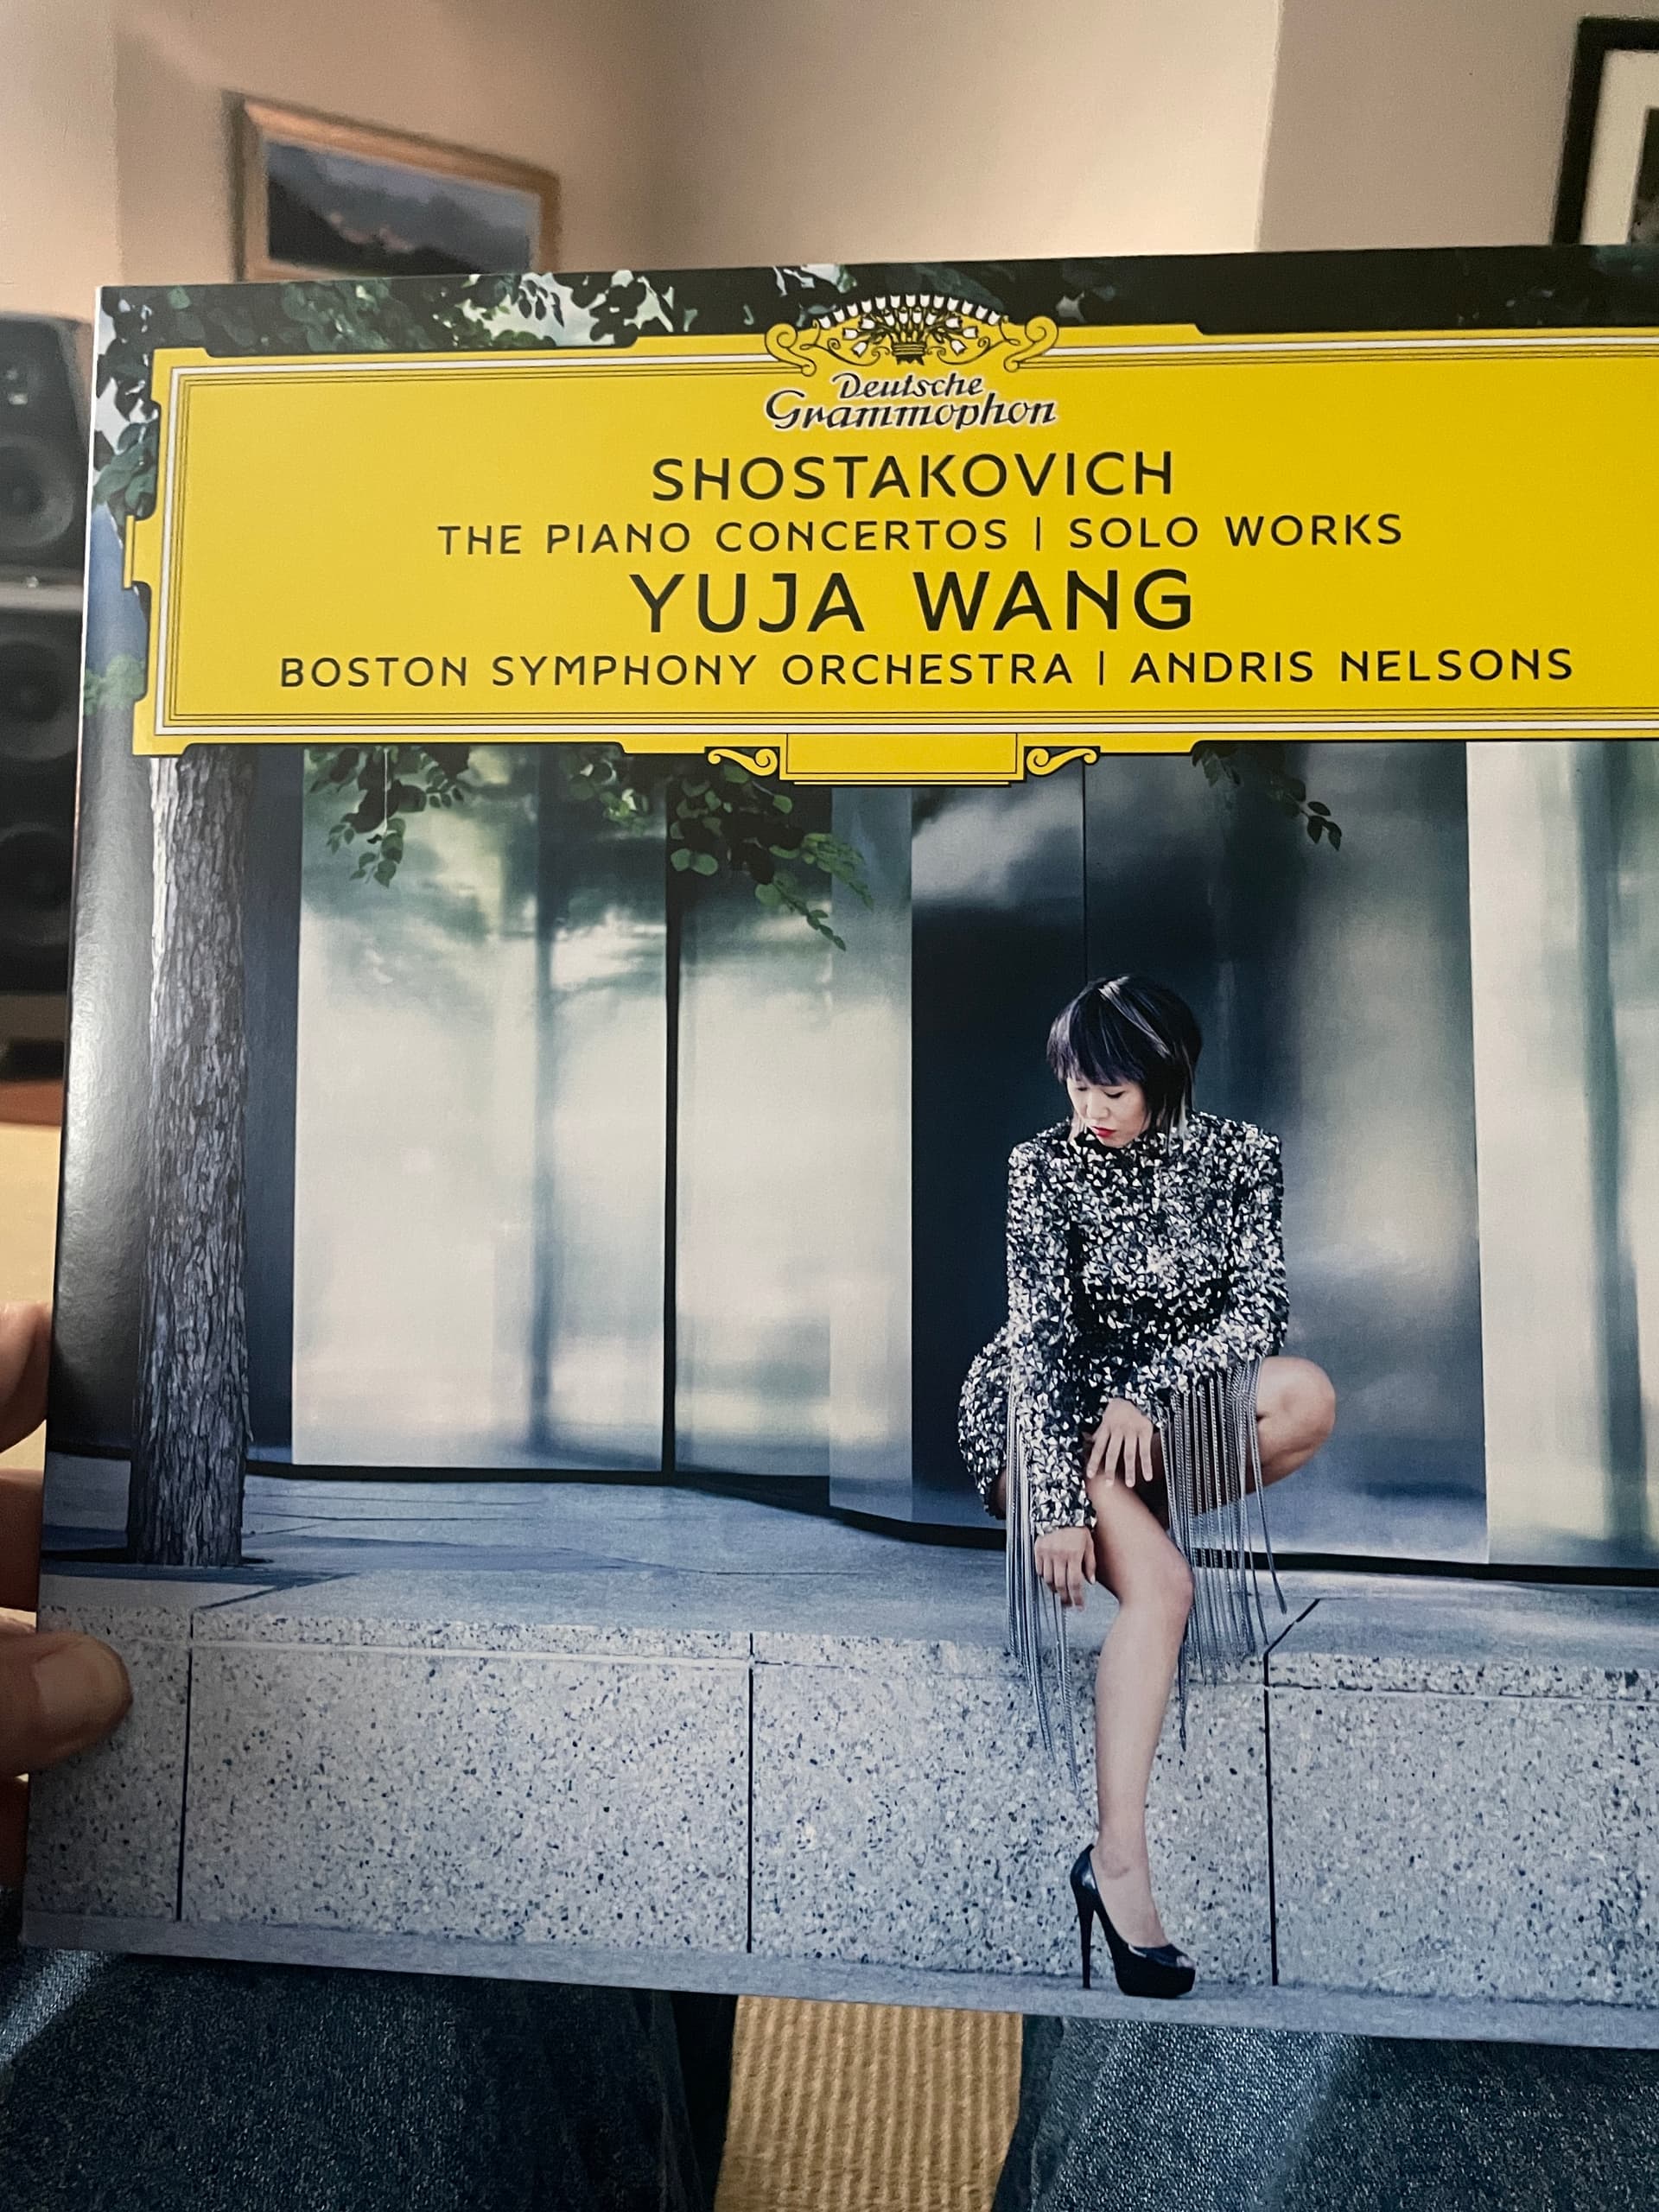 Deutsche
Grammophon
SHOSTAKOVICH
THE PIANO CONCERTOS | SOLO WORKS
YUJA WANG
BOSTON SYMPHONY ORCHESTRA | ANDRIS NELSONS